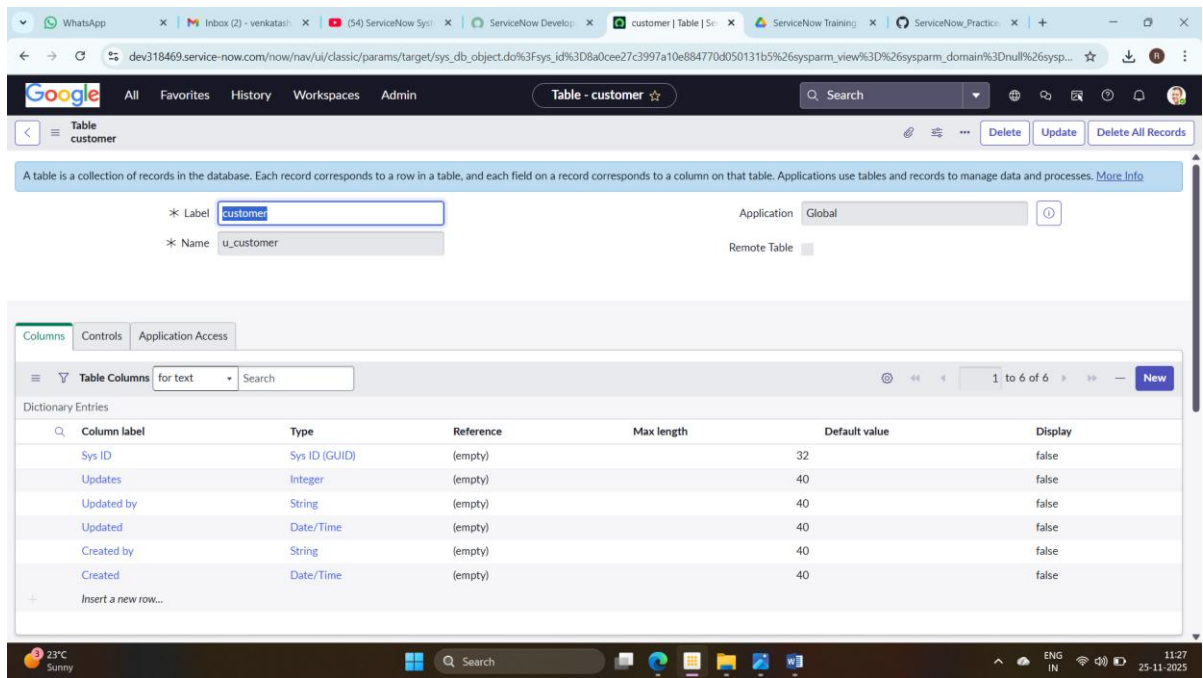 WhatsApp Inbox (2) - venkatash (54) ServiceNow Syst ServiceNow Develop customer | Table | Se ServiceNow Training ServiceNow_Practice
dev318469.service-now.com/now/nav/ui/classic/params/target/sys_db_object.do%3Fsys_id%3D8a0cee27c3997a10e884770d050131b5%26sysparm_view%3D%26sysparm_domain%3Dnull%26sysp... R
Google All Favorites History Workspaces Admin Table - customer Search
Table
customer
Delete Update Delete All Records
A table is a collection of records in the database. Each record corresponds to a row in a table, and each field on a record corresponds to a column on that table. Applications use tables and records to manage data and processes. More Info
* Label customer Application Global
* Name u_customer Remote Table
Columns Controls Application Access
Table Columns for text Search 1 to 6 of 6 New
Dictionary Entries
Column label Type Reference Max length Default value Display
Sys ID Sys ID (GUID) (empty) 32 false
Updates Integer (empty) 40 false
Updated by String (empty) 40 false
Updated Date/Time (empty) 40 false
Created by String (empty) 40 false
Created Date/Time (empty) 40 false
Insert a new row...
3 23°C Search ENG 11:27
Sunny IN 25-11-2025